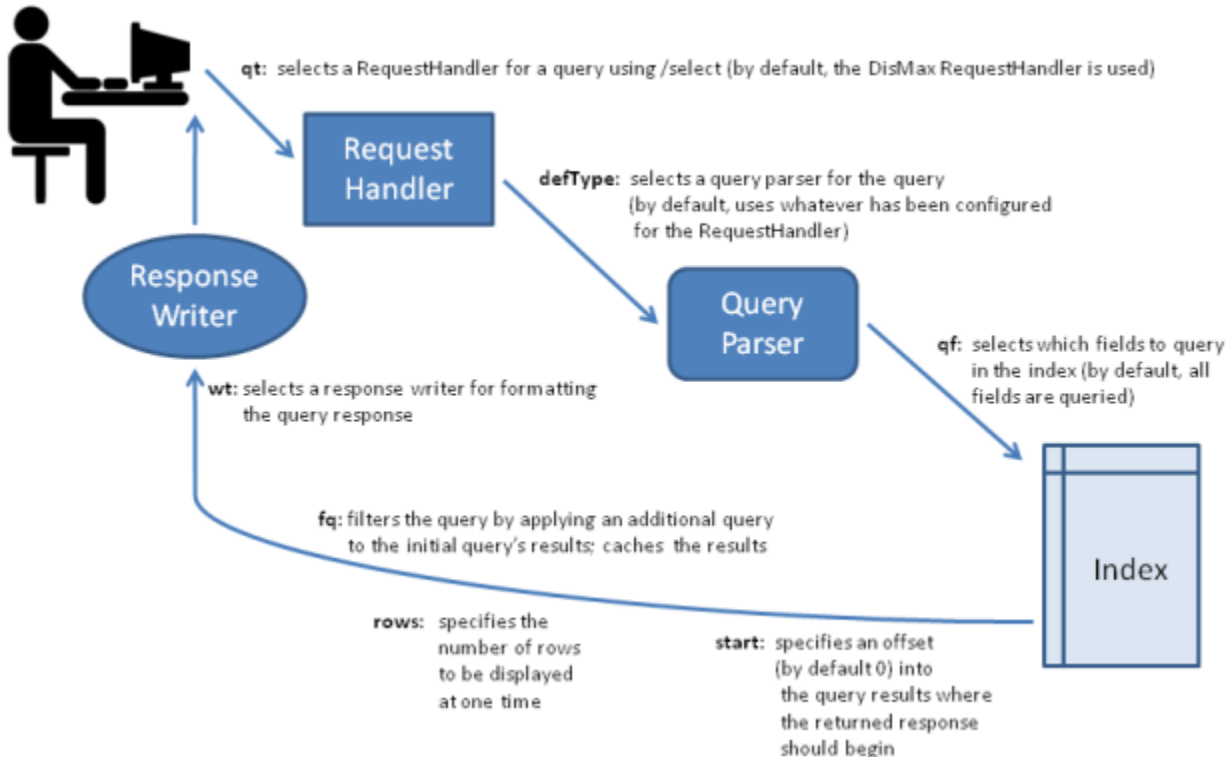 qt: selects a RequestHandler for a query using /select (by default, the DisMax RequestHandler is used)
Request
Handler
defType: selects a query parser for the query
(by default, uses whatever has been configured
for the RequestHandler)
Response
Writer
Query
Parser
qf: selects which fields to query
in the index (by default, all
fields are queried)
wt: selects a response writer for formatting
the query response
fq: filters the query by applying an additional query
to the initial query's results; caches the results
Index
rows: specifies the
number of rows
to be displayed
at one time
start: specifies an offset
(by default 0) into
the query results where
the returned response
should begin